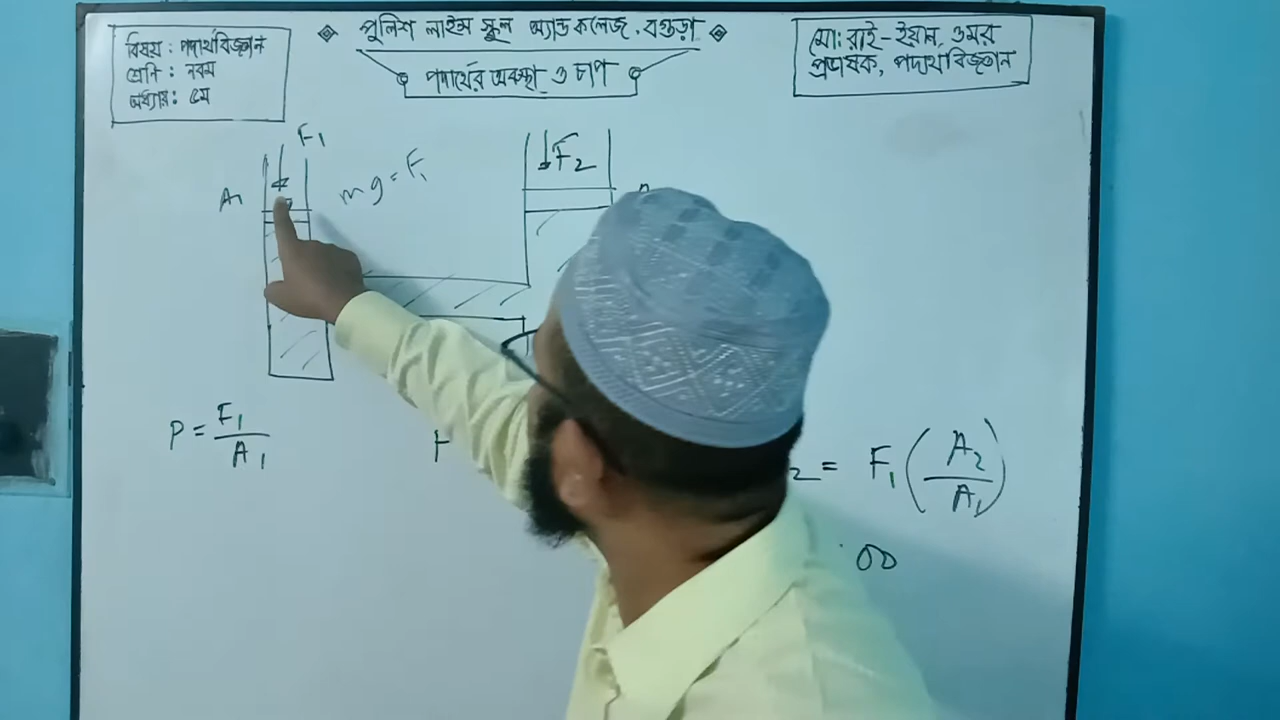 পুলিশ লাইন্স স্কুল অ্যান্ড কলেজ, বগুড়া
পদার্থের অবস্থা ও চাপ
বিষয় : পদার্থবিজ্ঞান
শ্রেনি : নবম
অধ্যায় : ৫ম
মো: রাই-ইয়ান, ওমর
প্রভাষক, পদার্থবিজ্ঞান
F₁
A₁
mg = F₁
F₂
P = F₁ / A₁
₂ = F₁ (A₂ / A₁)